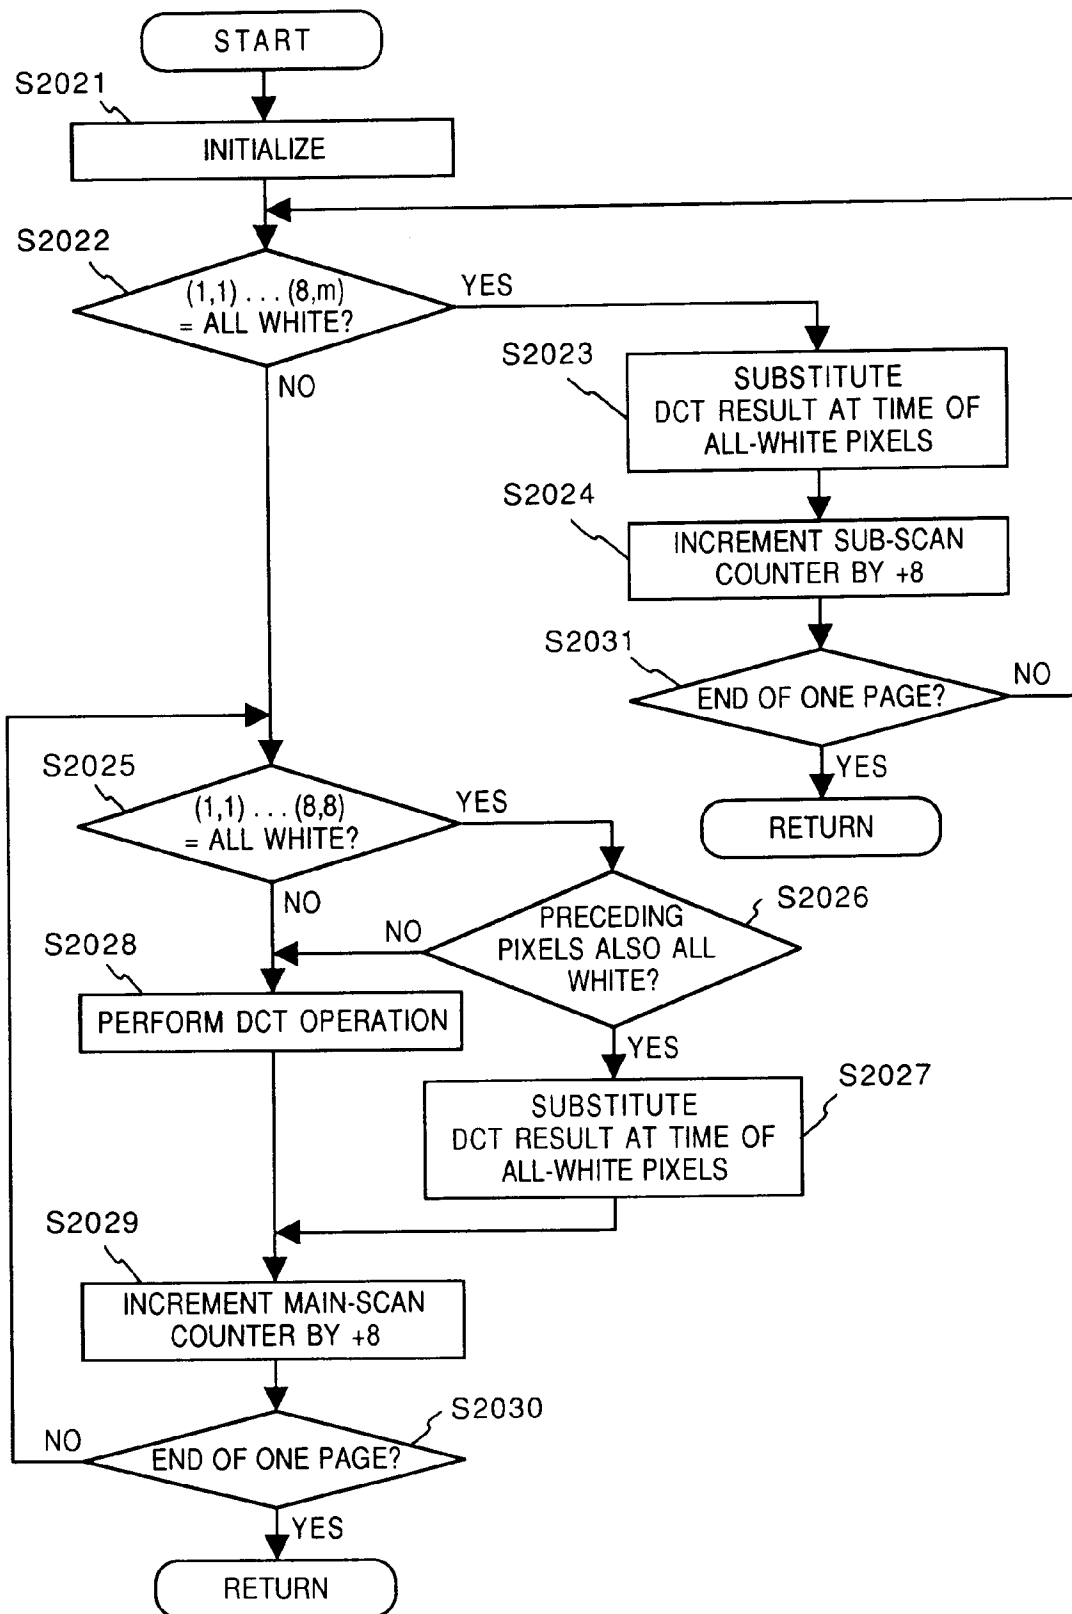 START
S2021
INITIALIZE
S2022
(1,1) . . . (8,m)
= ALL WHITE?
YES
NO
S2023
SUBSTITUTE
DCT RESULT AT TIME OF
ALL-WHITE PIXELS
S2024
INCREMENT SUB-SCAN
COUNTER BY +8
S2031
END OF ONE PAGE?
NO
YES
RETURN
S2025
(1,1) . . . (8,8)
= ALL WHITE?
YES
NO
S2026
PRECEDING
PIXELS ALSO ALL
WHITE?
NO
YES
S2028
PERFORM DCT OPERATION
S2027
SUBSTITUTE
DCT RESULT AT TIME OF
ALL-WHITE PIXELS
S2029
INCREMENT MAIN-SCAN
COUNTER BY +8
S2030
END OF ONE PAGE?
NO
YES
RETURN